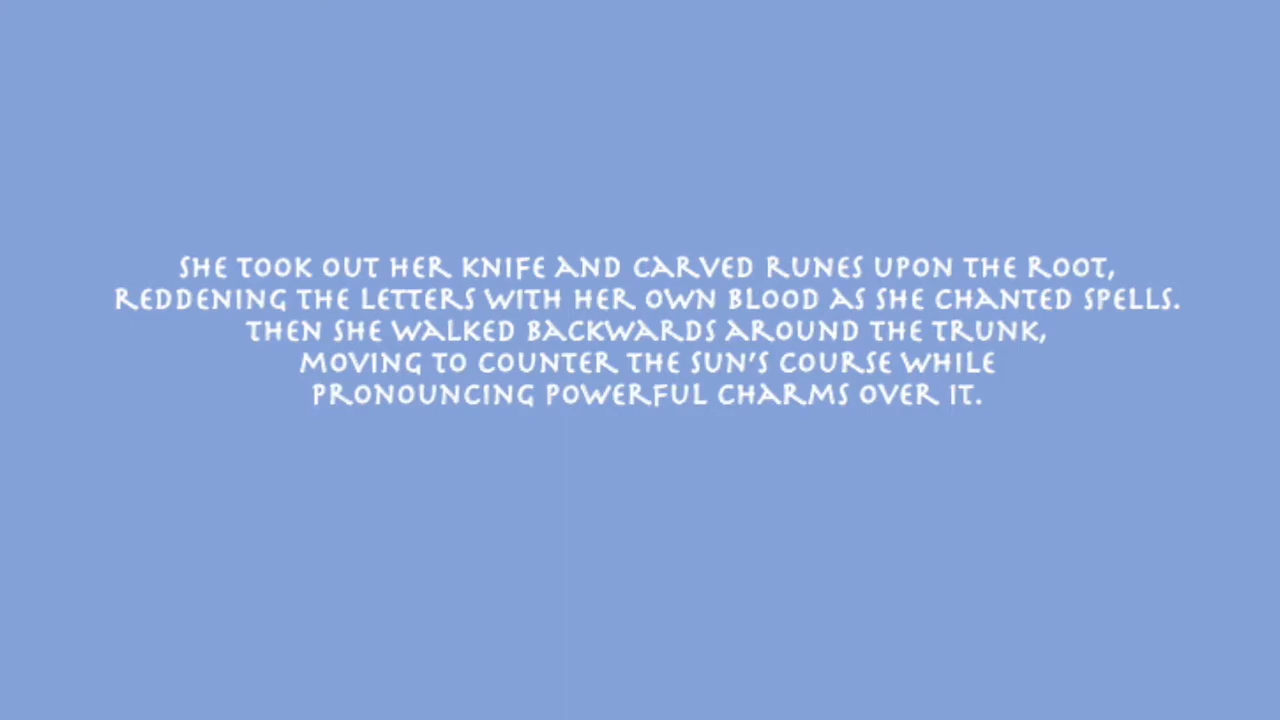 SHE TOOK OUT HER KNIFE AND CARVED RUNES UPON THE ROOT,
REDDENING THE LETTERS WITH HER OWN BLOOD AS SHE CHANTED SPELLS.
THEN SHE WALKED BACKWARDS AROUND THE TRUNK,
MOVING TO COUNTER THE SUN'S COURSE WHILE
PRONOUNCING POWERFUL CHARMS OVER IT.